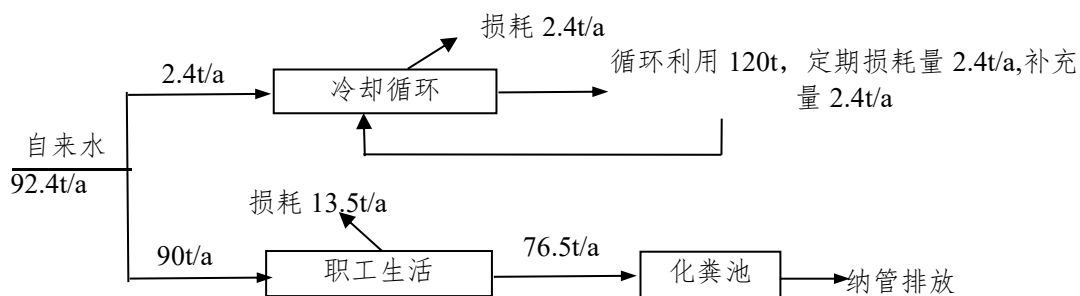 损耗 2.4t/a
2.4t/a
冷却循环
循环利用 120t，定期损耗量 2.4t/a,补充
量 2.4t/a
自来水
92.4t/a
损耗 13.5t/a
90t/a
职工生活
76.5t/a
化粪池
纳管排放